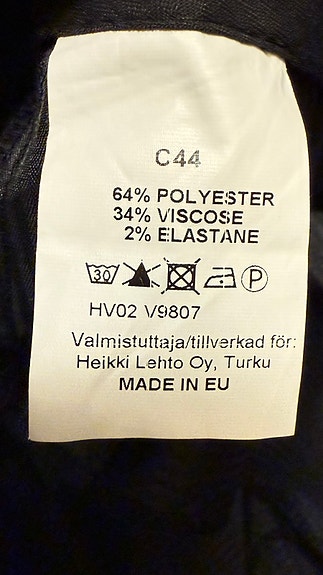 C44
64% POLYESTER
34% VISCOSE
2% ELASTANE
30 P
HV02 V9807
Valmistuttaja/tillverkad för:
Heikki Lehto Oy, Turku
MADE IN EU